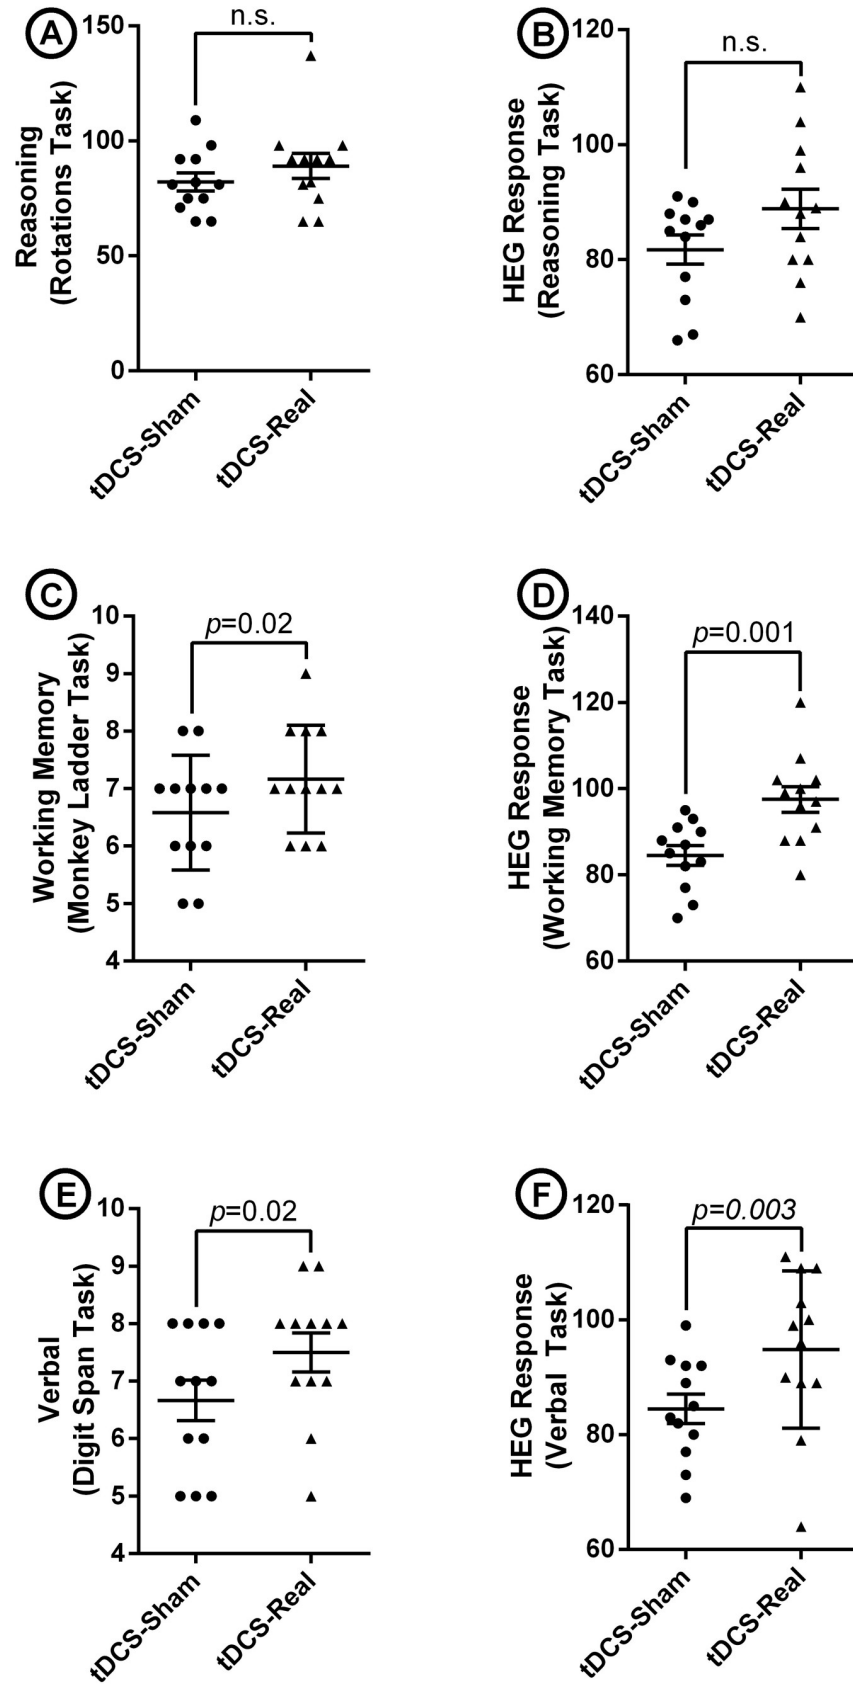 A
Reasoning
(Rotations Task)
150
100
50
0
n.s.
tDCS-Sham
tDCS-Real
B
HEG Response
(Reasoning Task)
120
100
80
60
n.s.
tDCS-Sham
tDCS-Real
C
Working Memory
(Monkey Ladder Task)
10
9
8
7
6
5
4
p=0.02
tDCS-Sham
tDCS-Real
D
HEG Response
(Working Memory Task)
140
120
100
80
60
p=0.001
tDCS-Sham
tDCS-Real
E
Verbal
(Digit Span Task)
10
9
8
7
6
5
4
p=0.02
tDCS-Sham
tDCS-Real
F
HEG Response
(Verbal Task)
120
100
80
60
p=0.003
tDCS-Sham
tDCS-Real